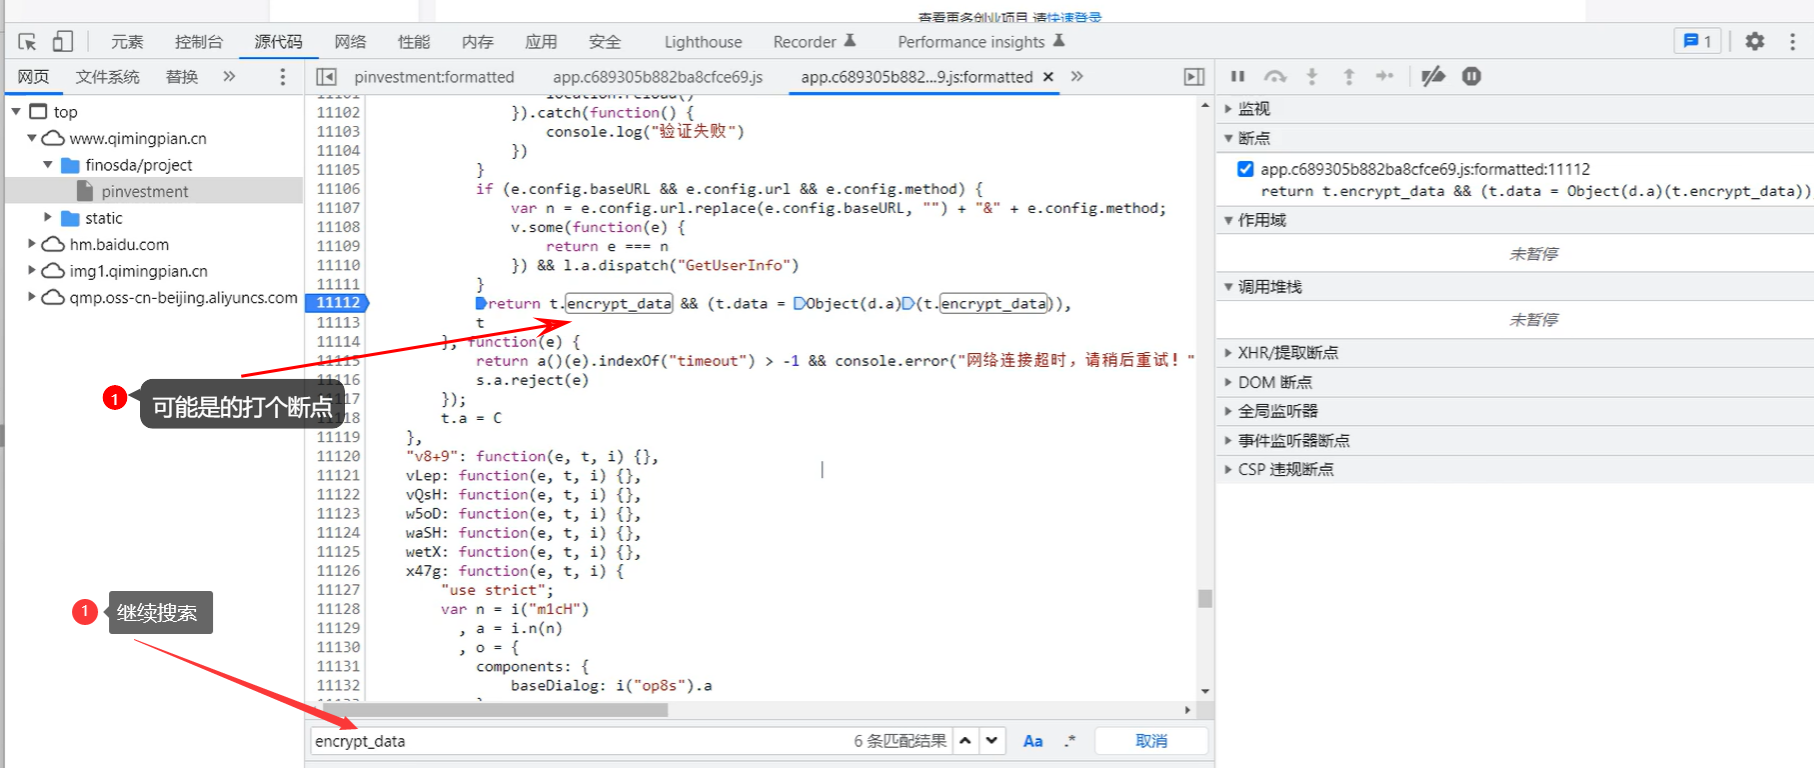 查看更多创业项目,请快速登录
元素 控制台 源代码 网络 性能 内存 应用 安全 Lighthouse Recorder Performance insights 1
网页 文件系统 替换 » pinvestment:formatted app.c689305b882ba8cfce69.js app.c689305b882...9.js:formatted × »
top
www.qimingpian.cn
finosda/project
pinvestment
static
hm.baidu.com
img1.qimingpian.cn
qmp.oss-cn-beijing.aliyuncs.com
11101 location.reload()
11102 }).catch(function() {
11103 console.log("验证失败")
11104 })
11105 }
11106 if (e.config.baseURL && e.config.url && e.config.method) {
11107 var n = e.config.url.replace(e.config.baseURL, "") + "&" + e.config.method;
11108 v.some(function(e) {
11109 return e === n
11110 }) && l.a.dispatch("GetUserInfo")
11111 }
11112 return t.encrypt_data && (t.data = Object(d.a)(t.encrypt_data)),
11113 t
11114 }, function(e) {
11115 return a()(e).indexOf("timeout") > -1 && console.error("网络连接超时，请稍后重试！"
11116 s.a.reject(e)
11117 });
11118 t.a = C
11119 },
11120 "v8+9": function(e, t, i) {},
11121 vLep: function(e, t, i) {},
11122 vQsH: function(e, t, i) {},
11123 w5oD: function(e, t, i) {},
11124 waSH: function(e, t, i) {},
11125 wetX: function(e, t, i) {},
11126 x47g: function(e, t, i) {
11127 "use strict";
11128 var n = i("m1cH")
11129 , a = i.n(n)
11130 , o = {
11131 components: {
11132 baseDialog: i("op8s").a
1 可能是的打个断点
1 继续搜索
encrypt_data 6 条匹配结果 Aa .* 取消
监视
断点
app.c689305b882ba8cfce69.js:formatted:11112
return t.encrypt_data && (t.data = Object(d.a)(t.encrypt_data))
作用域
未暂停
调用堆栈
未暂停
XHR/提取断点
DOM 断点
全局监听器
事件监听器断点
CSP 违规断点